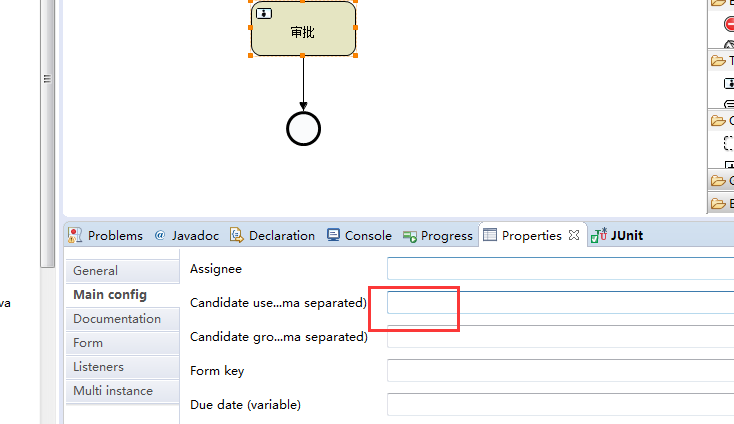 审批
T
C
va
Problems
@ Javadoc
Declaration
Console
Progress
Properties
JUnit
General
Main config
Documentation
Form
Listeners
Multi instance
Assignee
Candidate use...ma separated)
Candidate gro...ma separated)
Form key
Due date (variable)